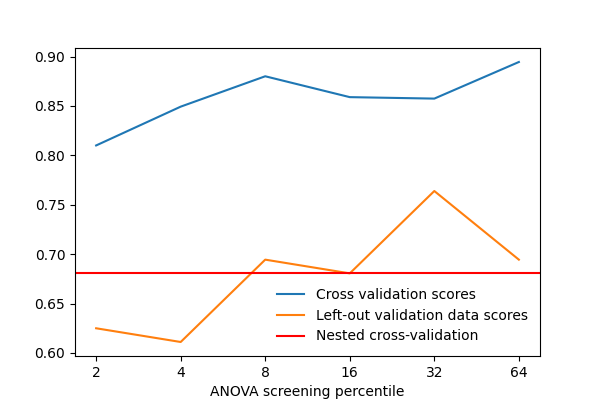 0.90
0.85
0.80
0.75
0.70
0.65
0.60
Cross validation scores
Left-out validation data scores
Nested cross-validation
2 4 8 16 32 64
ANOVA screening percentile